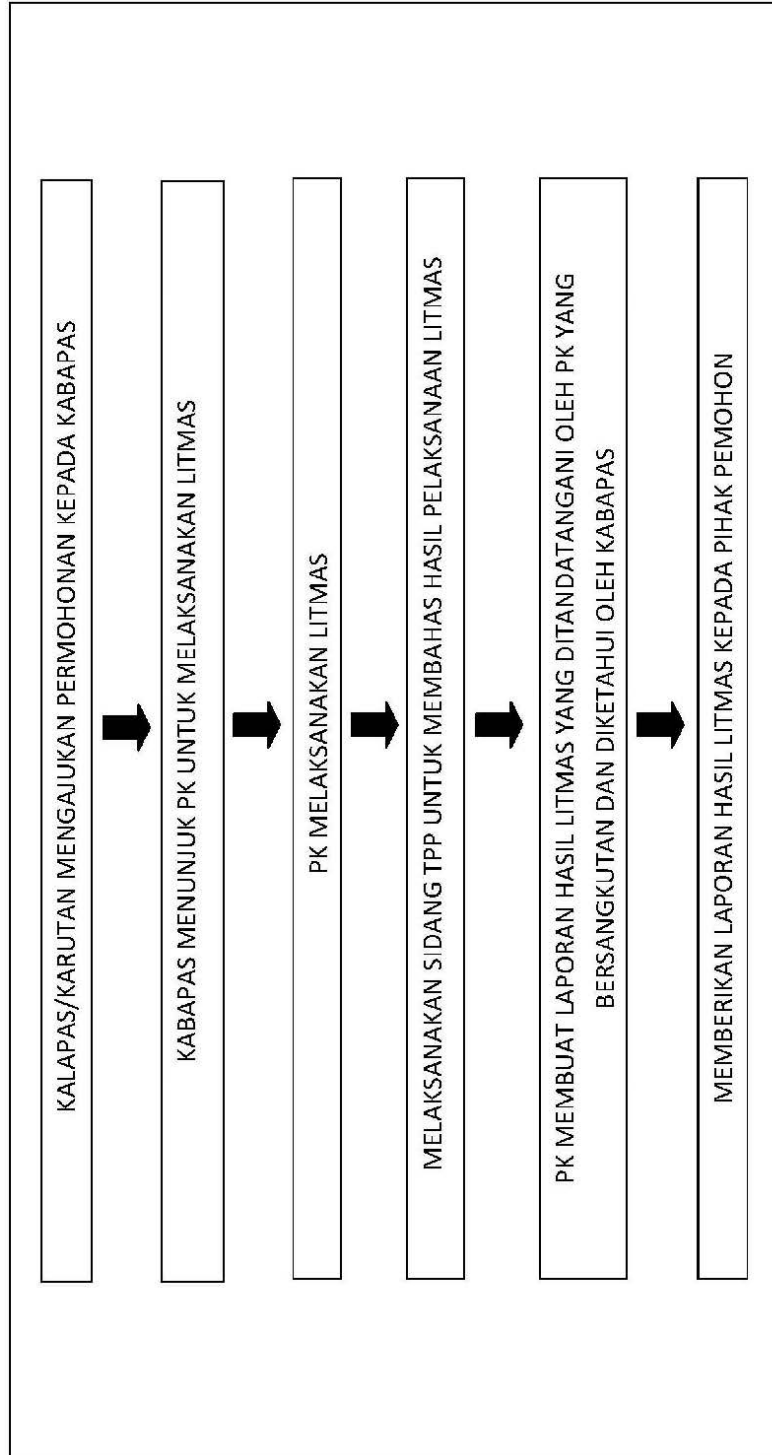 KALAPAS/KARUTAN MENGAJUKAN PERMOHONAN KEPADA KABAPAS
KABAPAS MENUNJUK PK UNTUK MELAKSANAKAN LITMAS
PK MELAKSANAKAN LITMAS
MELAKSANAKAN SIDANG TPP UNTUK MEMBAHAS HASIL PELAKSANAAN LITMAS
PK MEMBUAT LAPORAN HASIL LITMAS YANG DITANDATANGANI OLEH PK YANG
BERSANGKUTAN DAN DIKETAHUI OLEH KABAPAS
MEMBERIKAN LAPORAN HASIL LITMAS KEPADA PIHAK PEMOHON